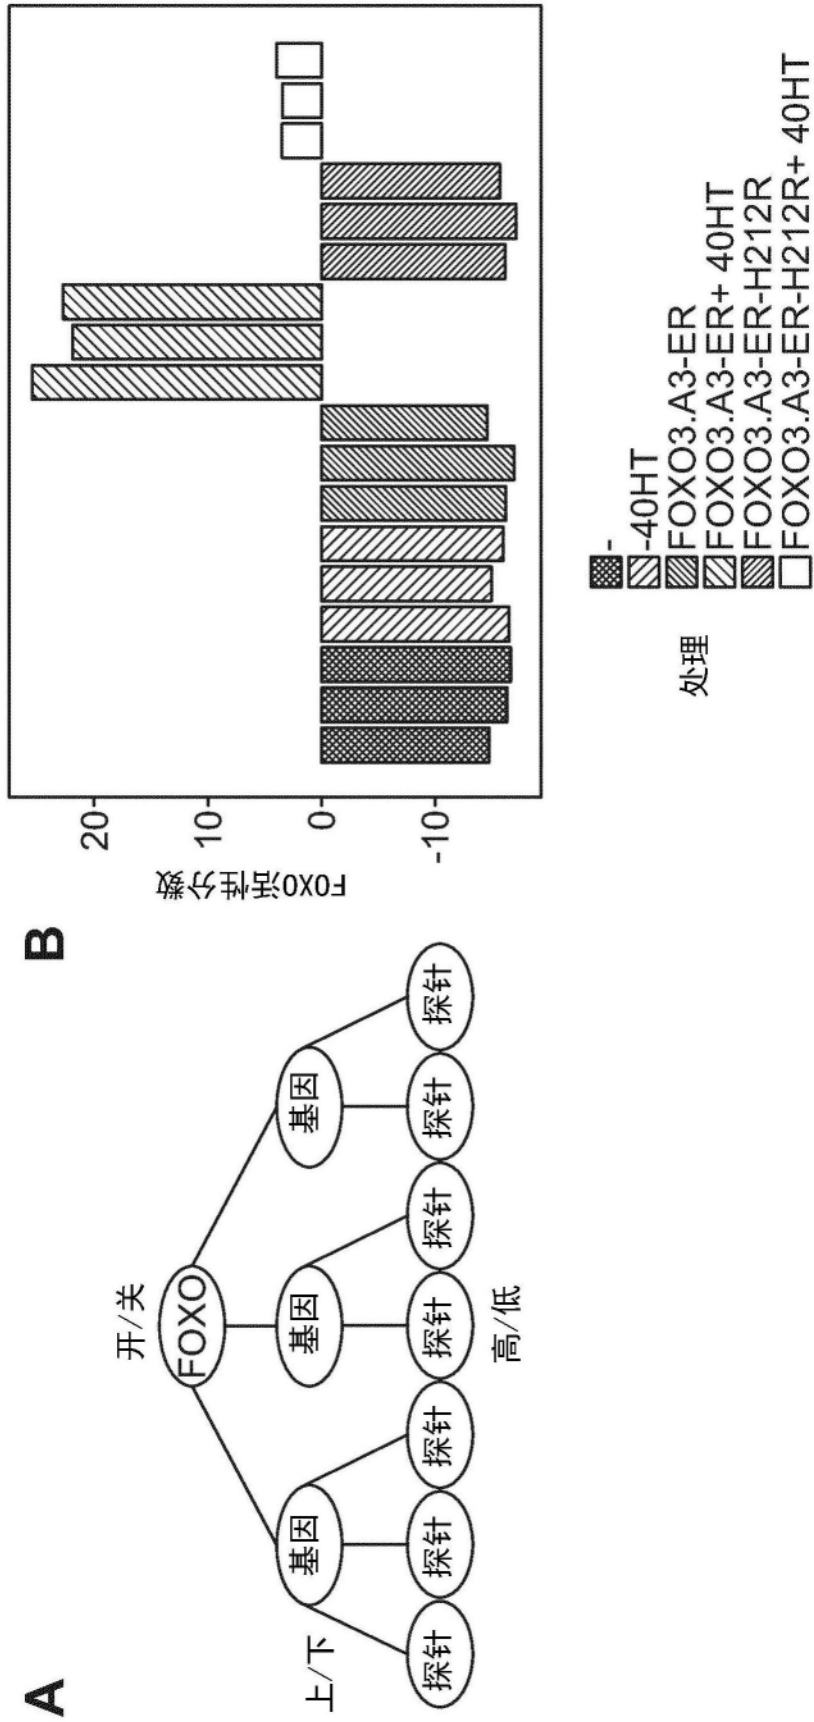 A
开/关
FOXO
上/下
基因
基因
基因
探针
探针
探针
探针
探针
探针
探针
高/低
B
FOXO活性分数
20
10
0
-10
处理
-
-40HT
FOXO3.A3-ER
FOXO3.A3-ER+ 40HT
FOXO3.A3-ER-H212R
FOXO3.A3-ER-H212R+ 40HT